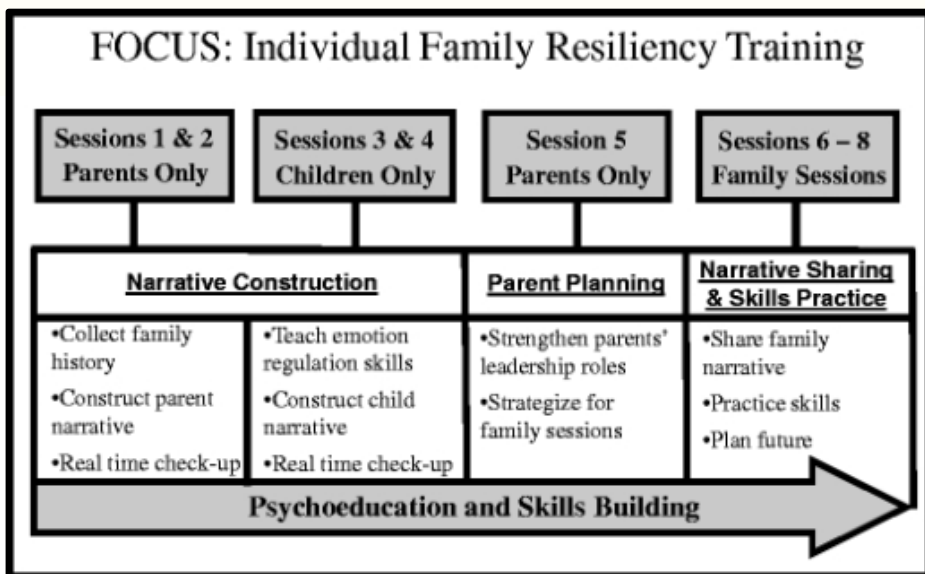 FOCUS: Individual Family Resiliency Training
Sessions 1 & 2
Parents Only
Sessions 3 & 4
Children Only
Session 5
Parents Only
Sessions 6 – 8
Family Sessions
Narrative Construction
Parent Planning
Narrative Sharing
& Skills Practice
•Collect family
history
•Construct parent
narrative
•Real time check-up
•Teach emotion
regulation skills
•Construct child
narrative
•Real time check-up
•Strengthen parents’
leadership roles
•Strategize for
family sessions
•Share family
narrative
•Practice skills
•Plan future
Psychoeducation and Skills Building